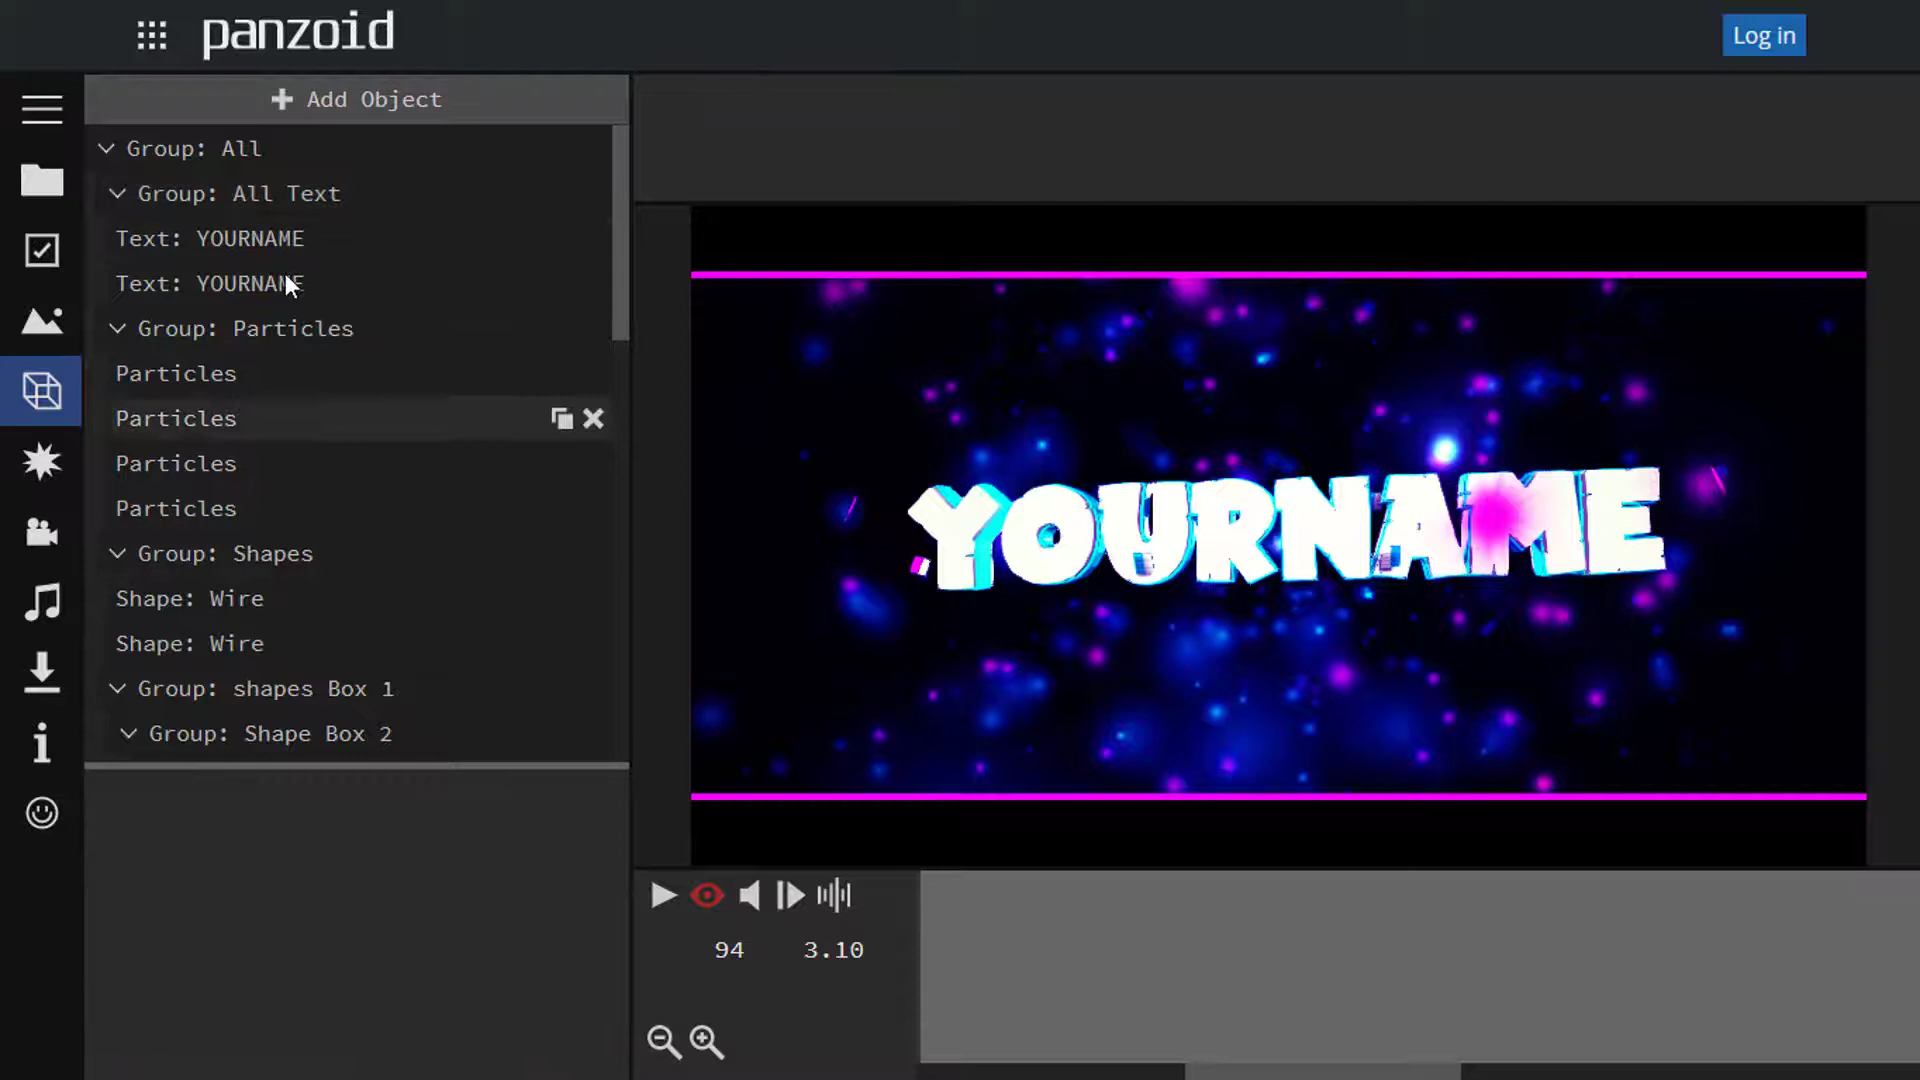 panzoid
Log in
Add Object
Group: All
Group: All Text
Text: YOURNAME
Text: YOURNAME
Group: Particles
Particles
Particles
Particles
Particles
Group: Shapes
Shape: Wire
Shape: Wire
Group: shapes Box 1
Group: Shape Box 2
YOURNAME
94 3.10